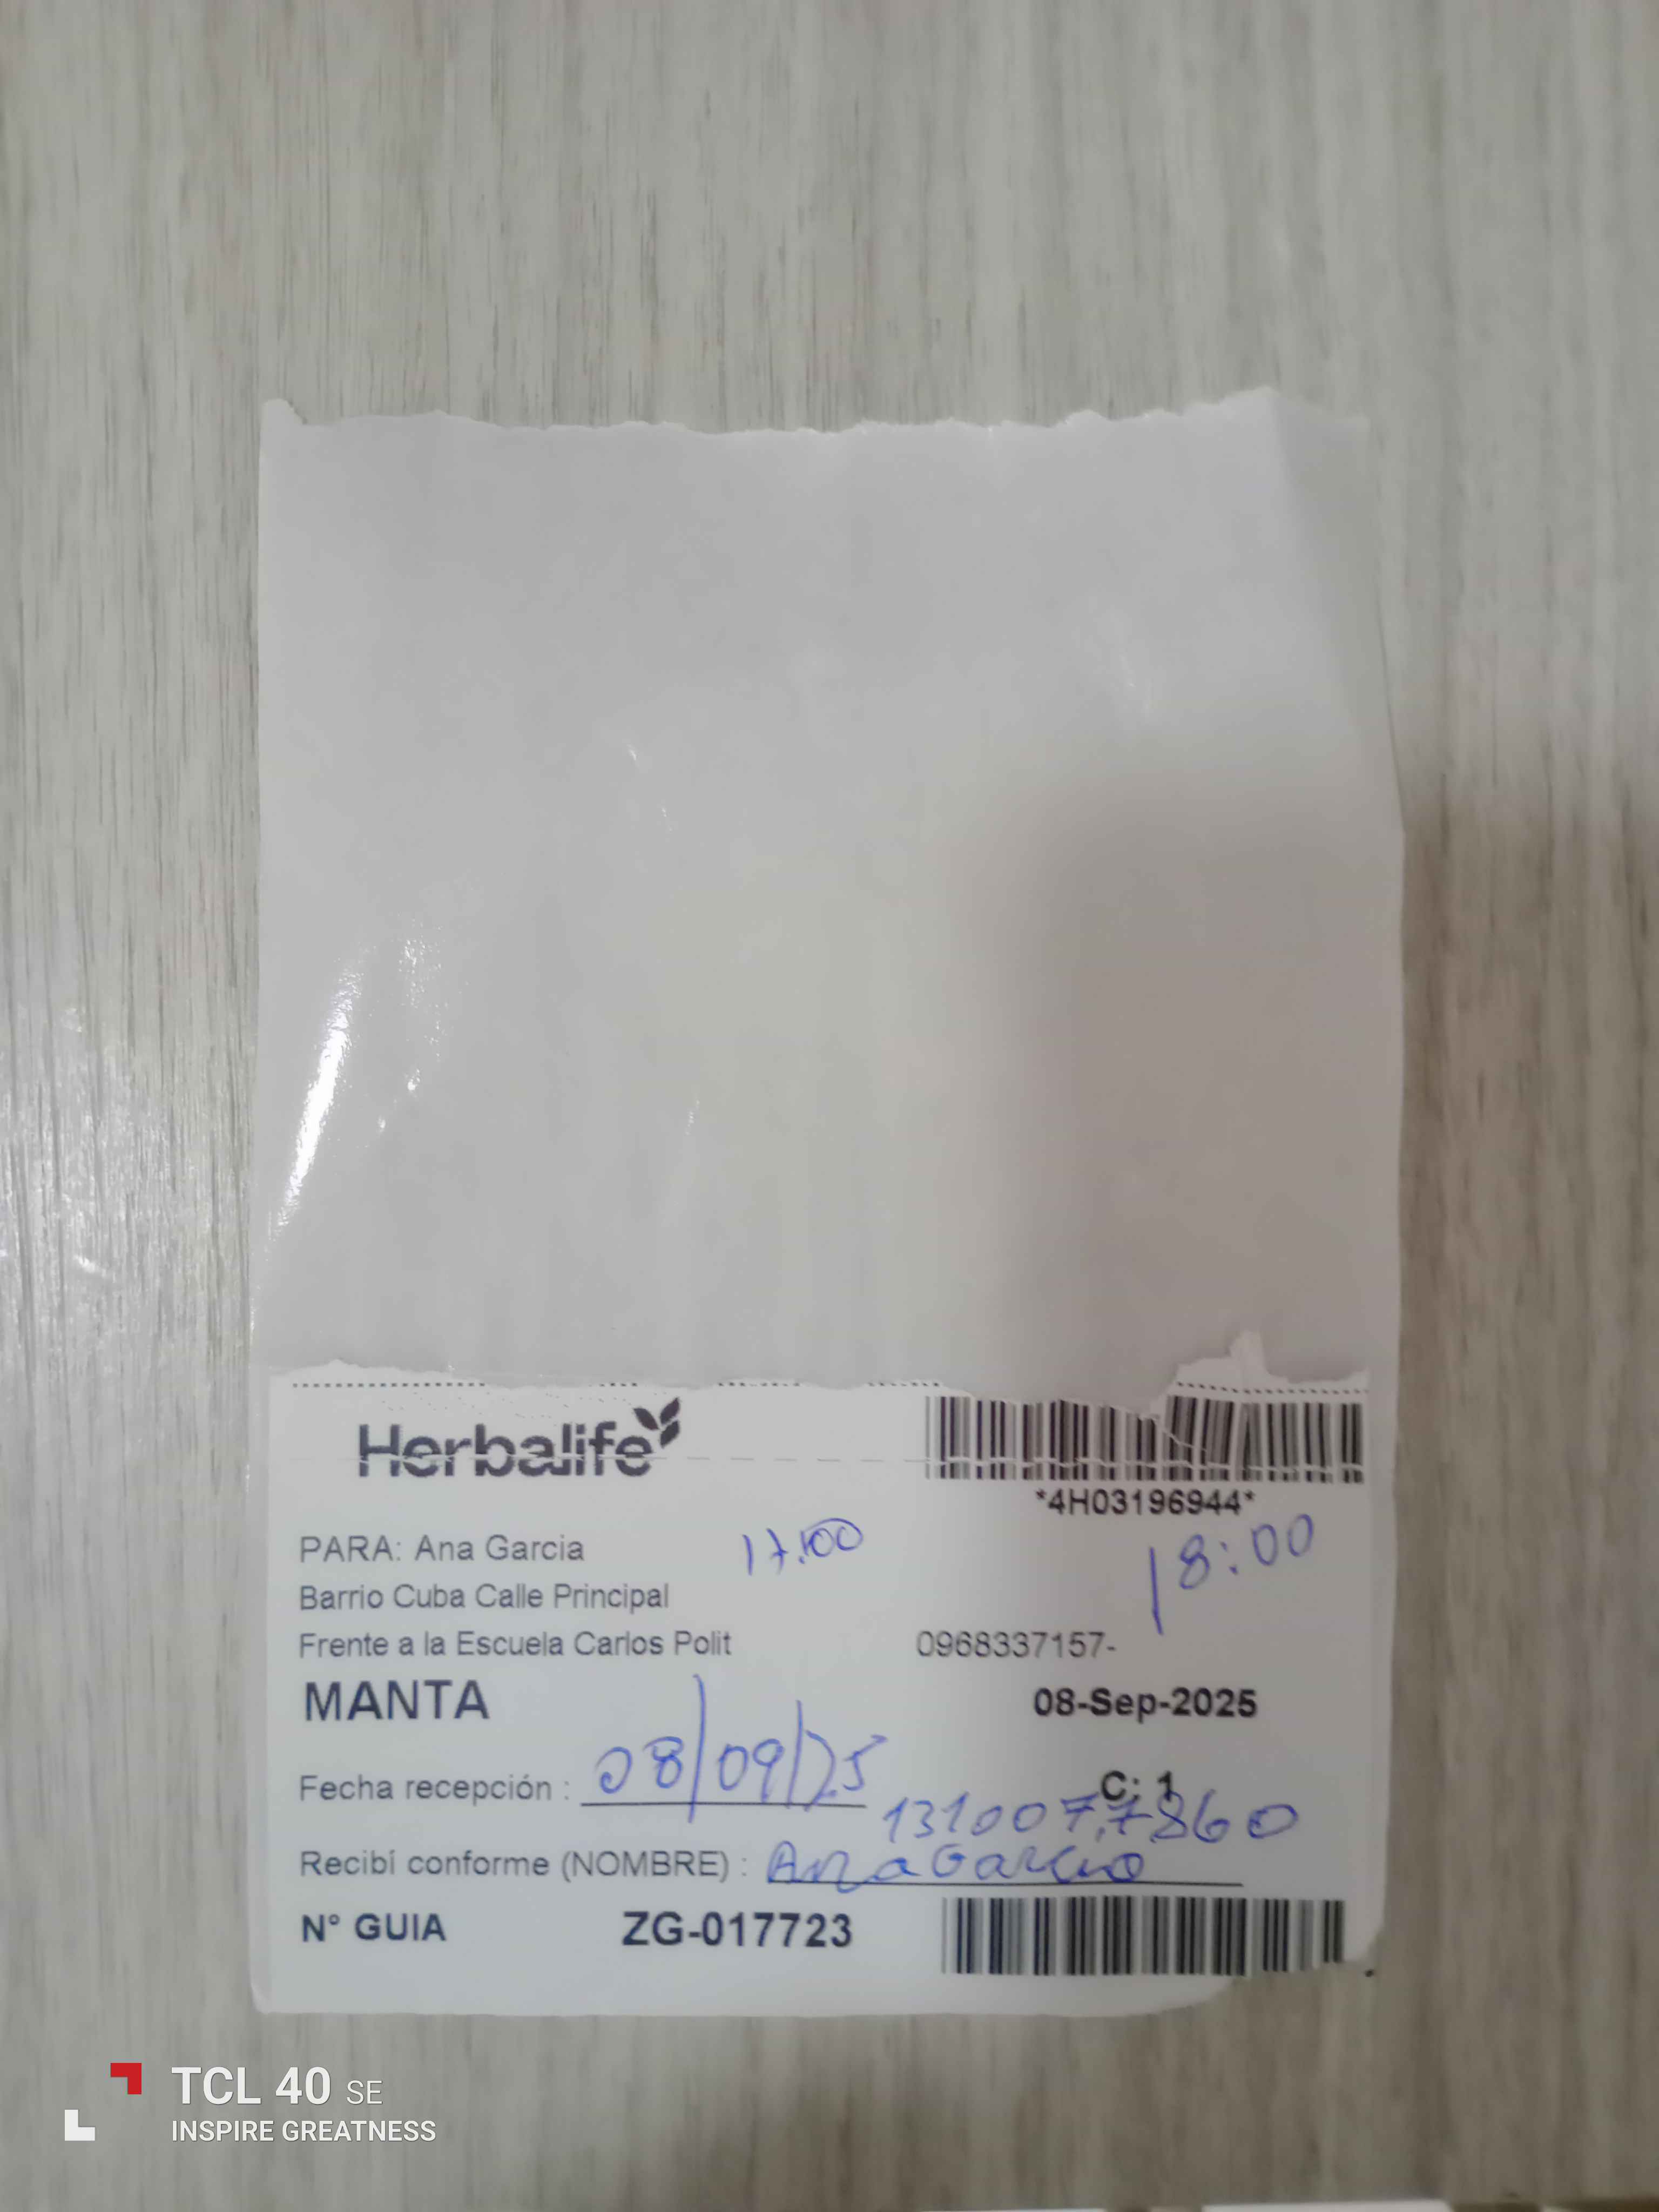 Herbalife
*4H03196944*
PARA: Ana Garcia 17:00 18:00
Barrio Cuba Calle Principal
Frente a la Escuela Carlos Polit 0968337157-
MANTA 08-Sep-2025
Fecha recepción : 08/09/25 C: 1
1310077860
Recibí conforme (NOMBRE) : Ana Garcia
N° GUIA ZG-017723
TCL 40 SE
INSPIRE GREATNESS